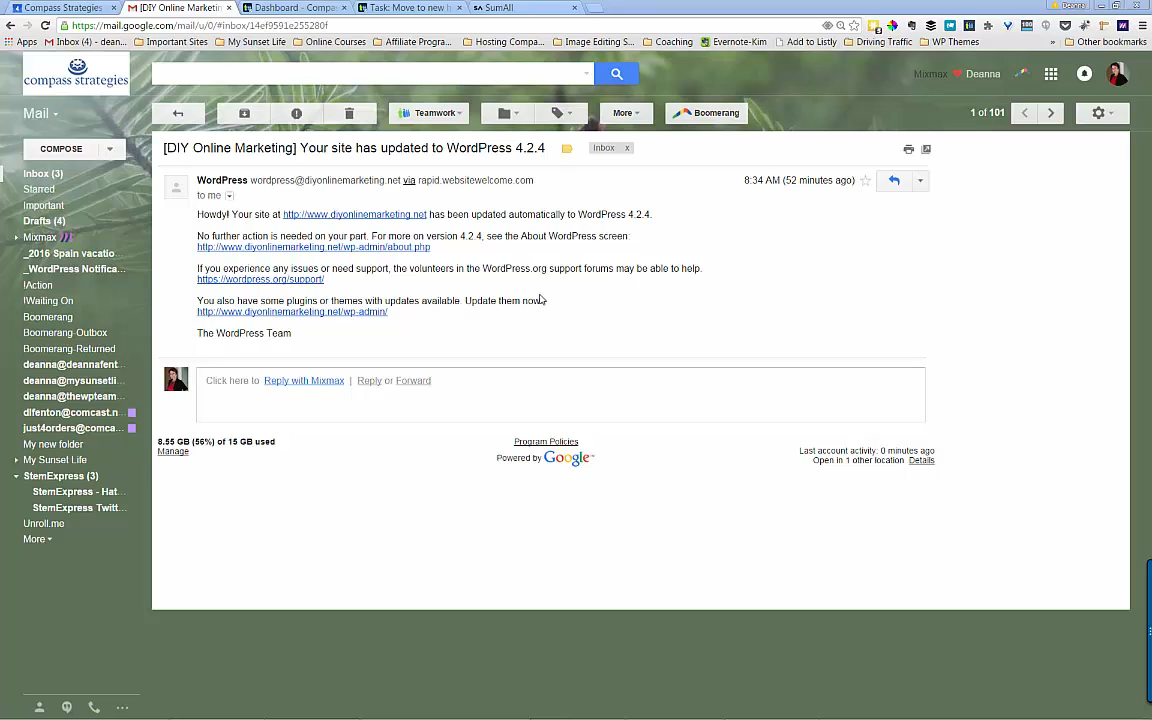 Compass Strategies
[DIY Online Marketin
Dashboard - Compa
Task: Move to new h
SumAll
Deanna
https://mail.google.com/mail/u/0/#inbox/14ef9591e255280f
Apps
Inbox (4) - dean...
Important Sites
My Sunset Life
Online Courses
Affiliate Progra...
Hosting Compa...
Image Editing S...
Coaching
Evernote-Kim
Add to Listly
Driving Traffic
WP Themes
»
Other bookmarks
compass strategies
Mixmax ❤ Deanna
Mail
Teamwork
More
Boomerang
1 of 101
COMPOSE
Inbox (3)
Starred
Important
Drafts (4)
Mixmax
_2016 Spain vacatio
_WordPress Notifica...
!Action
!Waiting On
Boomerang
Boomerang-Outbox
Boomerang-Returned
deanna@deannafent...
deanna@mysunsetli...
deanna@thewpteam...
dlfenton@comcast.n...
just4orders@comca...
My new folder
My Sunset Life
StemExpress (3)
StemExpress - Hat...
StemExpress Twitt...
Unroll.me
More
[DIY Online Marketing] Your site has updated to WordPress 4.2.4
Inbox x
WordPress wordpress@diyonlinemarketing.net via rapid.websitewelcome.com
8:34 AM (52 minutes ago)
to me
Howdy! Your site at http://www.diyonlinemarketing.net has been updated automatically to WordPress 4.2.4.
No further action is needed on your part. For more on version 4.2.4, see the About WordPress screen:
http://www.diyonlinemarketing.net/wp-admin/about.php
If you experience any issues or need support, the volunteers in the WordPress.org support forums may be able to help.
https://wordpress.org/support/
You also have some plugins or themes with updates available. Update them now:
http://www.diyonlinemarketing.net/wp-admin/
The WordPress Team
Click here to Reply with Mixmax | Reply or Forward
8.55 GB (56%) of 15 GB used
Manage
Program Policies
Powered by Google™
Last account activity: 0 minutes ago
Open in 1 other location Details